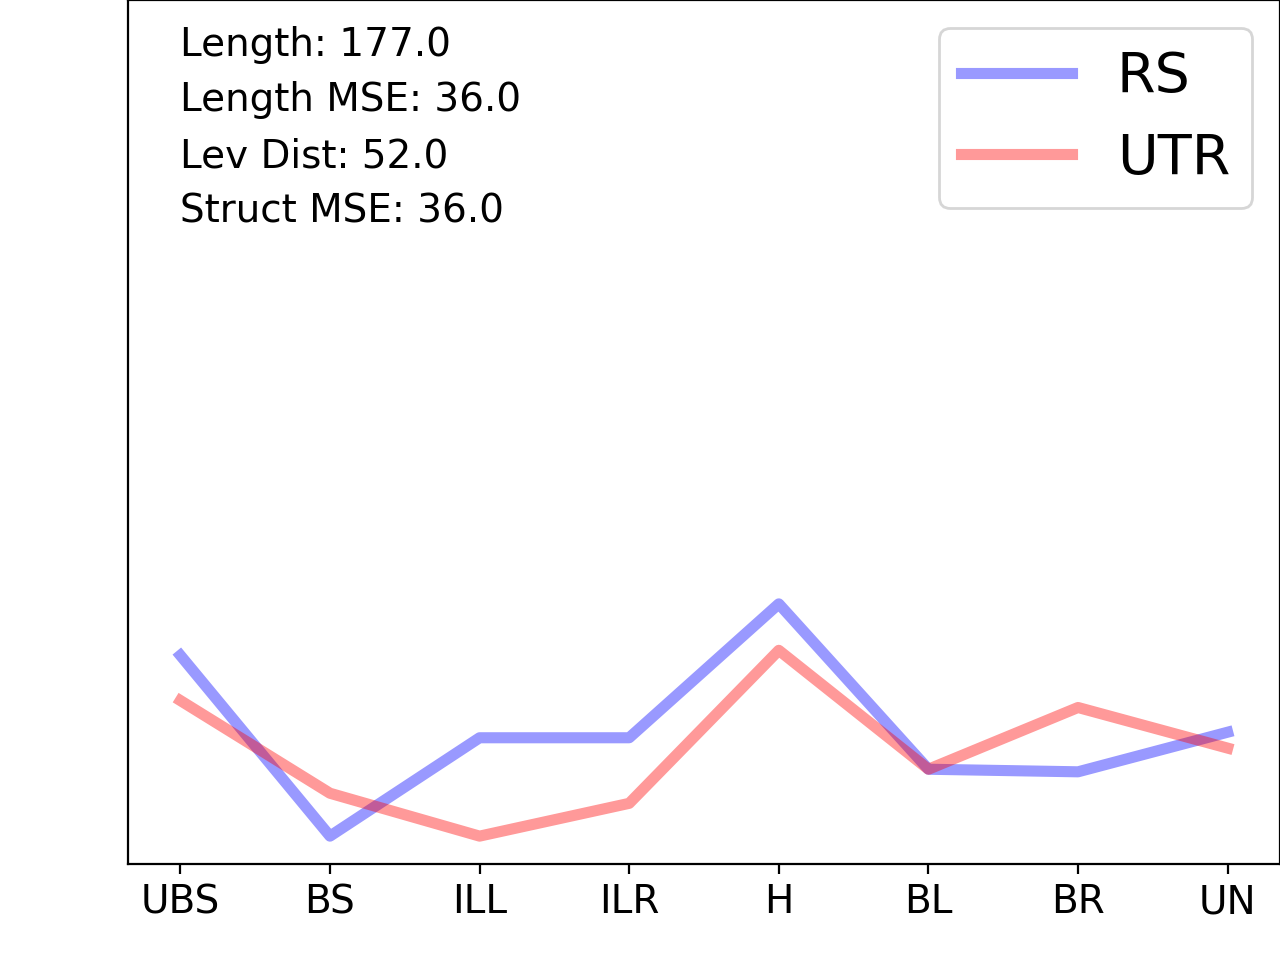 Length: 177.0
Length MSE: 36.0
Lev Dist: 52.0
Struct MSE: 36.0
RS
UTR
UBS BS ILL ILR H BL BR UN